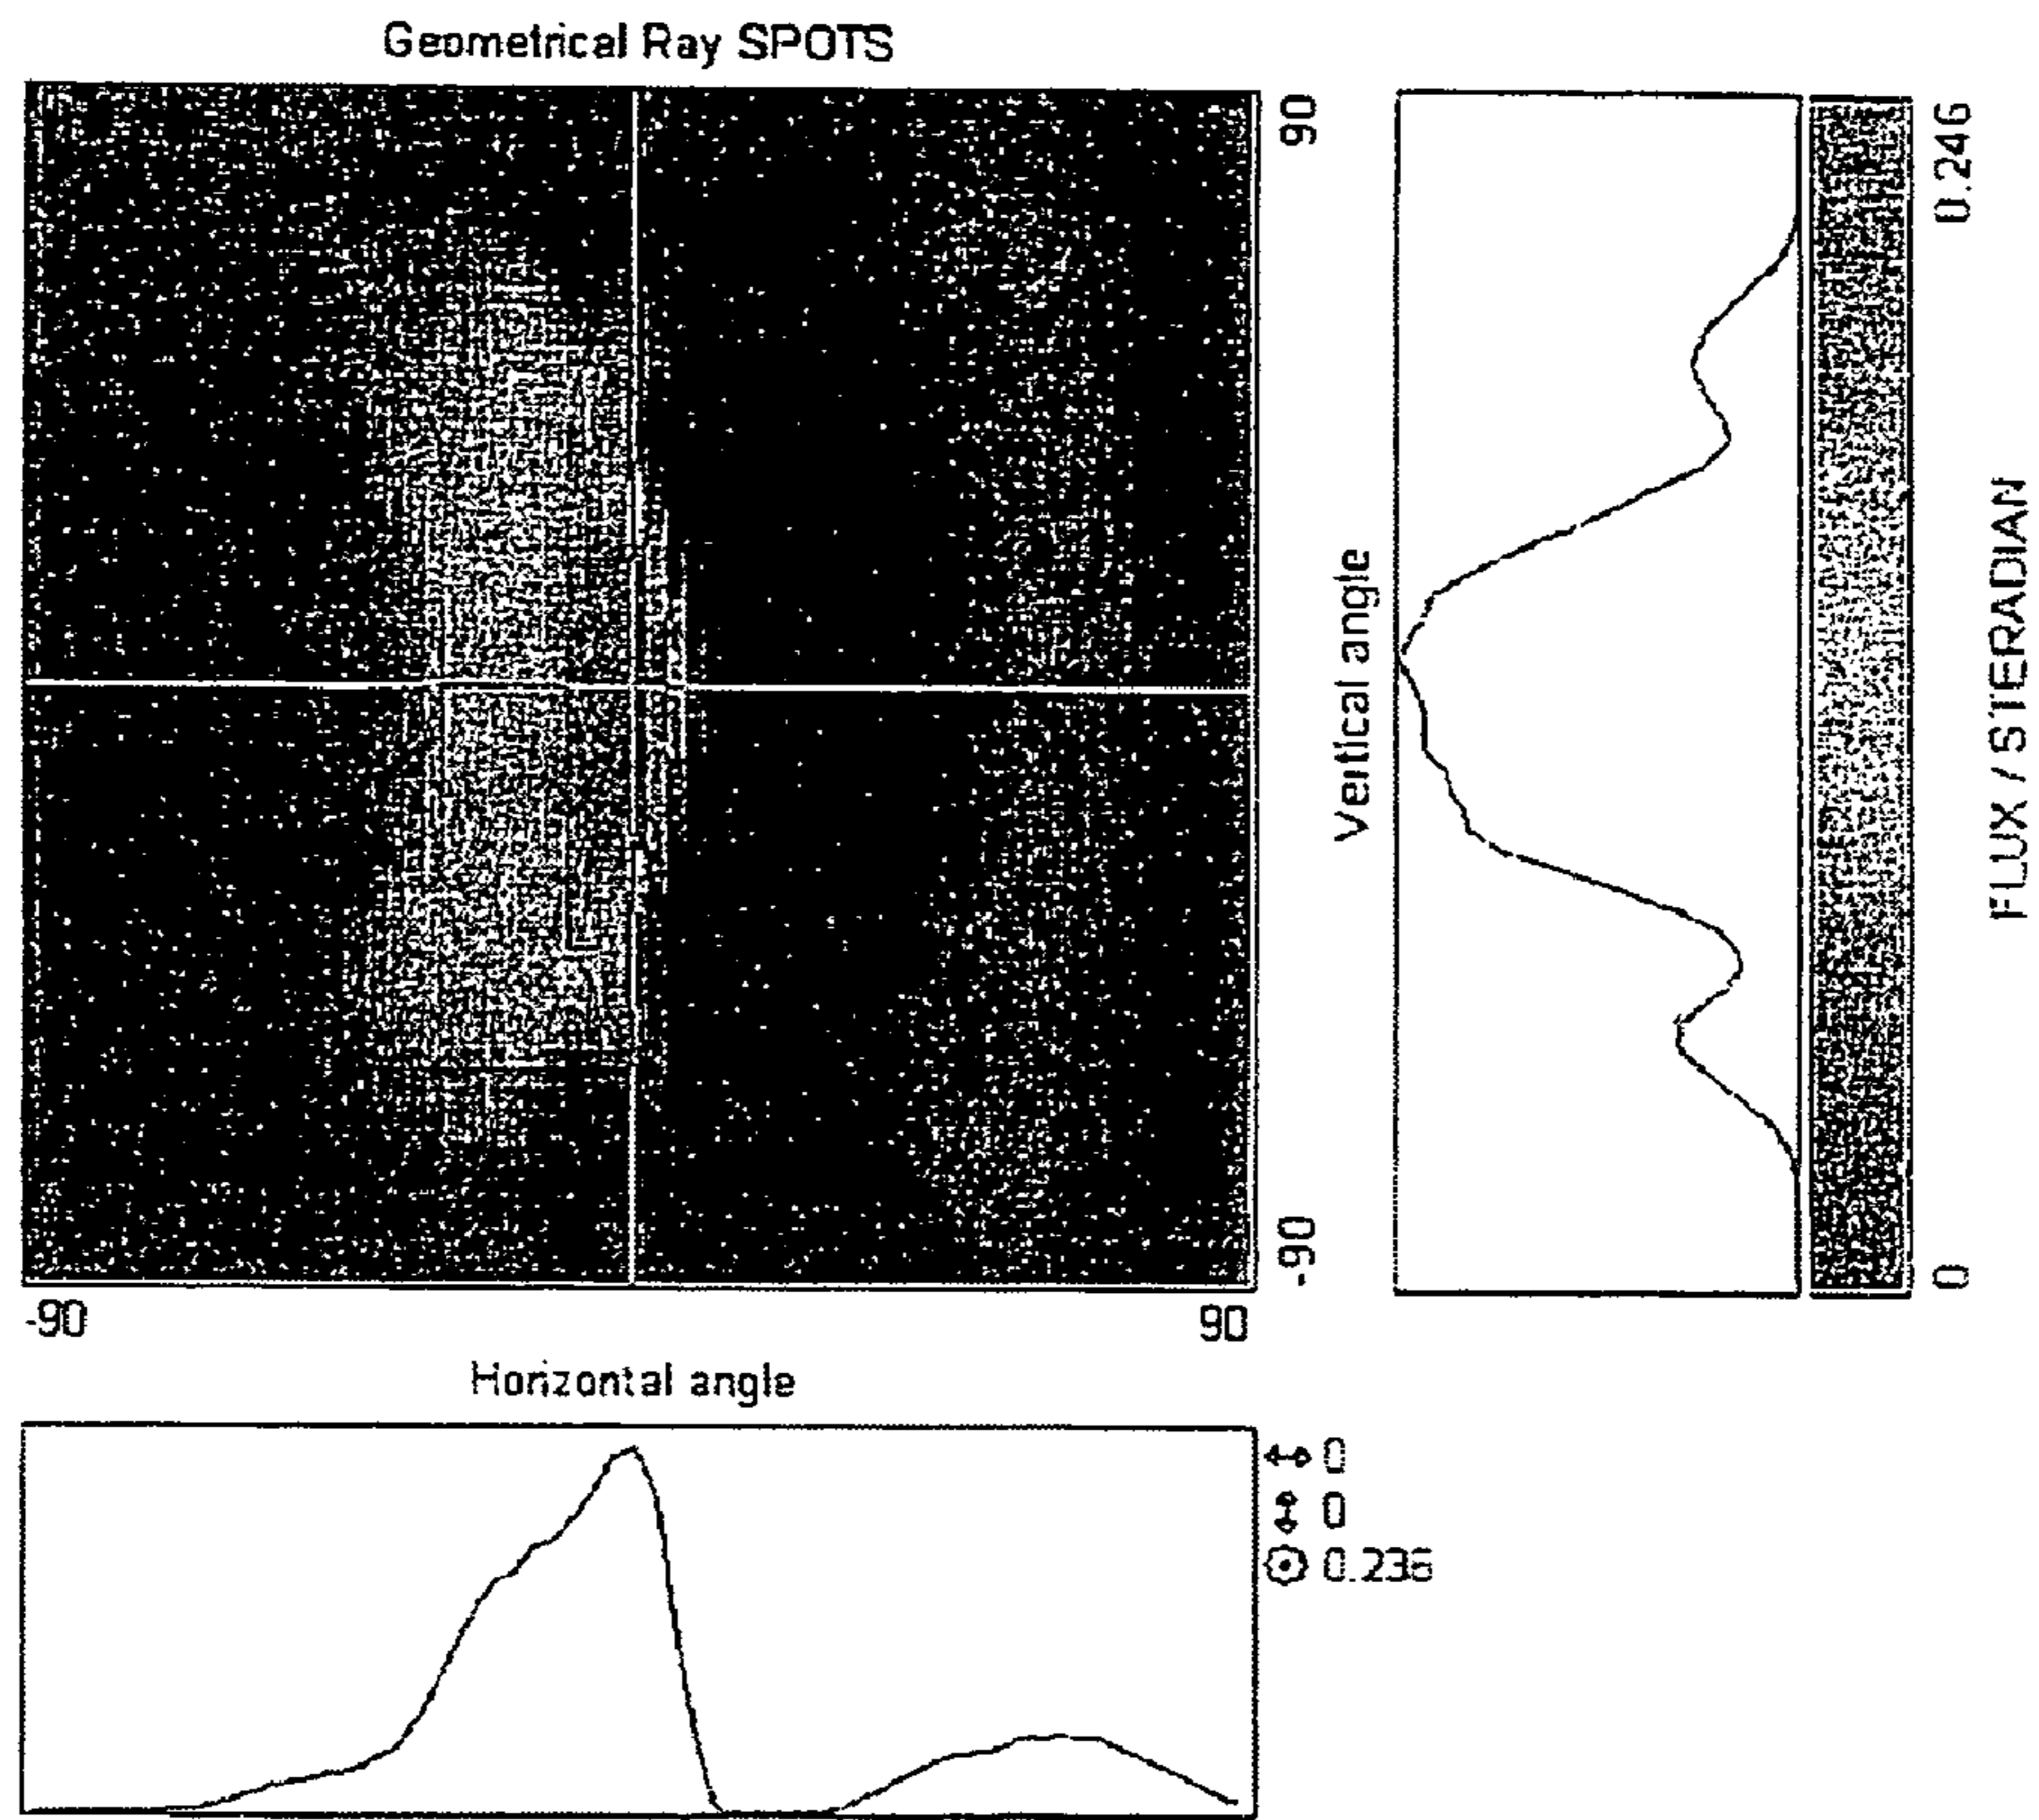 Geometrical Ray SPOTS
90
-90
-90
90
Horizontal angle
Vertical angle
0.246
0
FLUX / STERADIAN
0
0
0.236